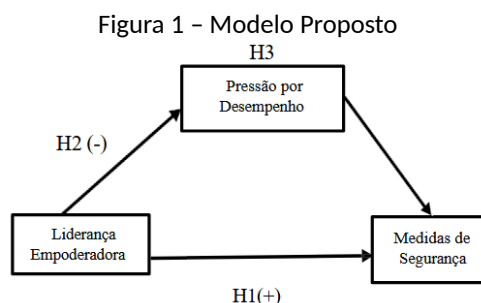 Figura 1 – Modelo Proposto
H3
Pressão por
Desempenho
H2 (-)
Liderança
Empoderadora
Medidas de
Segurança
H1(+)